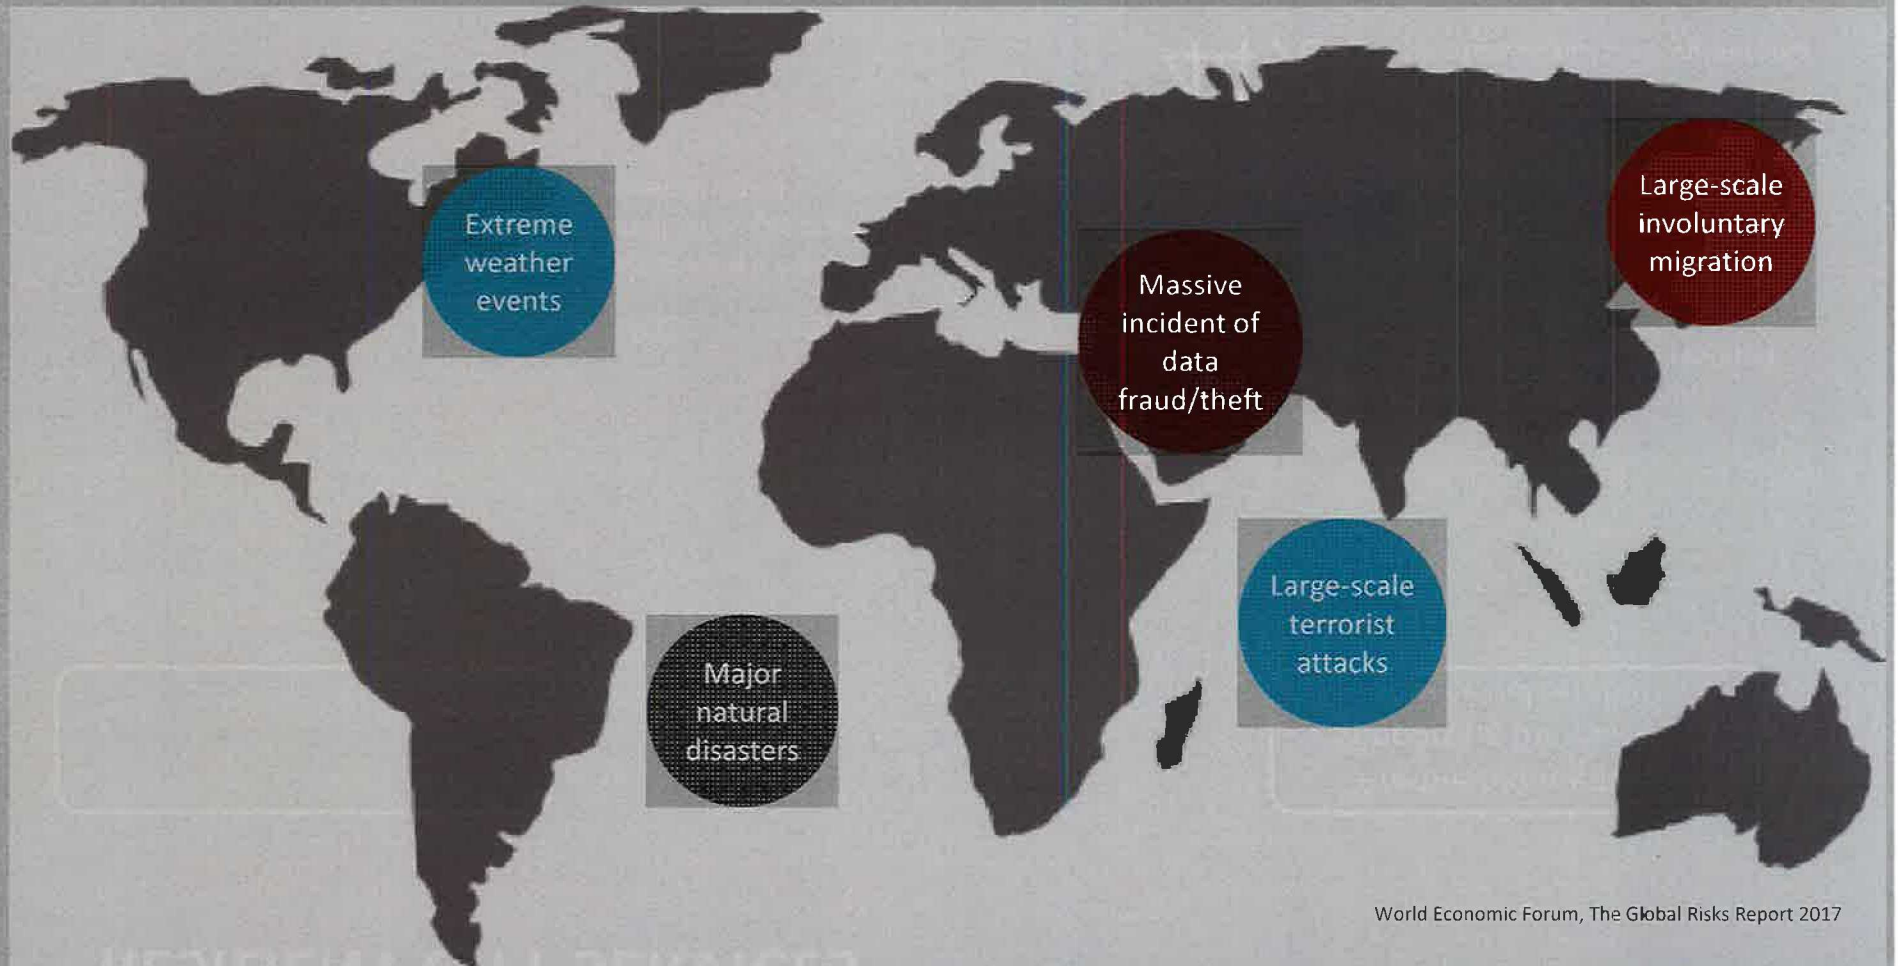 Extreme
weather
events
Large-scale
involuntary
migration
Massive
incident of
data
fraud/theft
Large-scale
terrorist
attacks
Major
natural
disasters
World Economic Forum, The Global Risks Report 2017